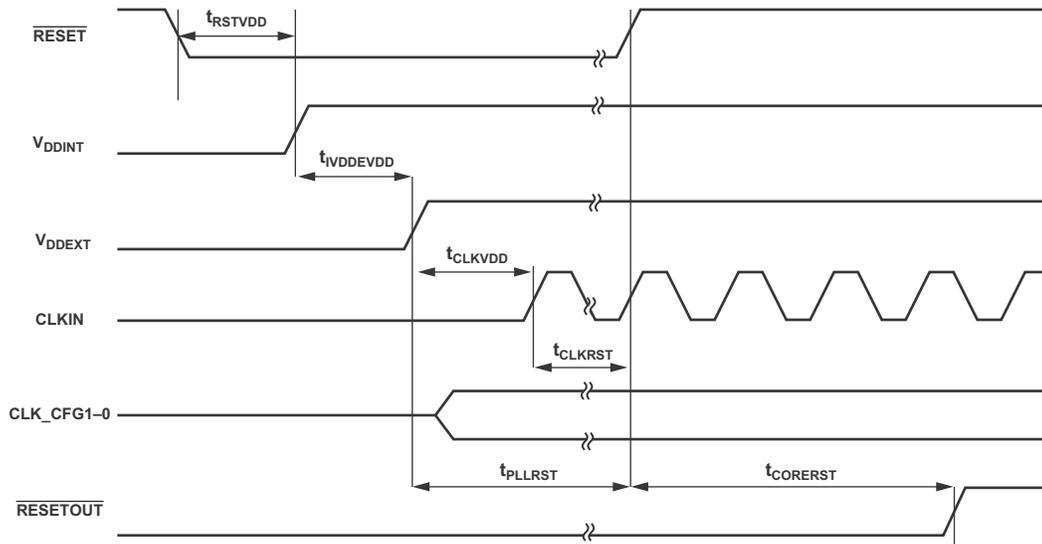 RESET
tRSTVDD
VDDINT
tIVDDEVDD
VDDEXT
tCLKVDD
CLKIN
tCLKRST
CLK_CFG1–0
tPLLRST
tCORERST
RESETOUT